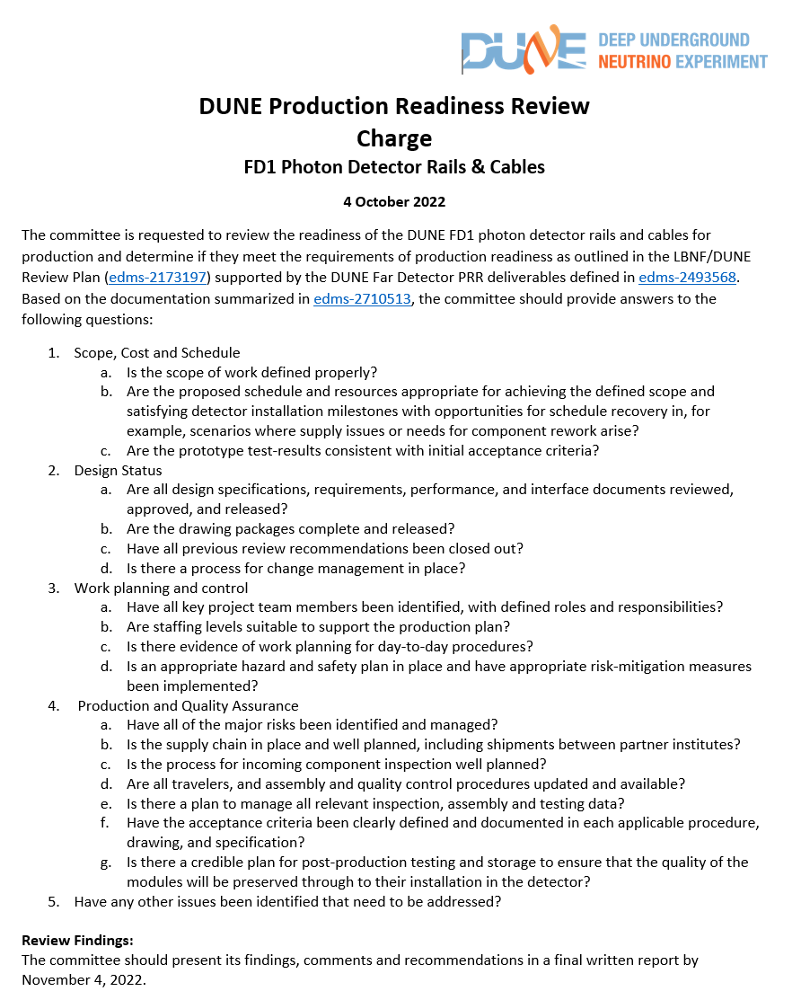 DUNE DEEP UNDERGROUND
NEUTRINO EXPERIMENT
DUNE Production Readiness Review
Charge
FD1 Photon Detector Rails & Cables
4 October 2022
The committee is requested to review the readiness of the DUNE FD1 photon detector rails and cables for
production and determine if they meet the requirements of production readiness as outlined in the LBNF/DUNE
Review Plan (edms-2173197) supported by the DUNE Far Detector PRR deliverables defined in edms-2493568.
Based on the documentation summarized in edms-2710513, the committee should provide answers to the
following questions:
1. Scope, Cost and Schedule
a. Is the scope of work defined properly?
b. Are the proposed schedule and resources appropriate for achieving the defined scope and
satisfying detector installation milestones with opportunities for schedule recovery in, for
example, scenarios where supply issues or needs for component rework arise?
c. Are the prototype test-results consistent with initial acceptance criteria?
2. Design Status
a. Are all design specifications, requirements, performance, and interface documents reviewed,
approved, and released?
b. Are the drawing packages complete and released?
c. Have all previous review recommendations been closed out?
d. Is there a process for change management in place?
3. Work planning and control
a. Have all key project team members been identified, with defined roles and responsibilities?
b. Are staffing levels suitable to support the production plan?
c. Is there evidence of work planning for day-to-day procedures?
d. Is an appropriate hazard and safety plan in place and have appropriate risk-mitigation measures
been implemented?
4. Production and Quality Assurance
a. Have all of the major risks been identified and managed?
b. Is the supply chain in place and well planned, including shipments between partner institutes?
c. Is the process for incoming component inspection well planned?
d. Are all travelers, and assembly and quality control procedures updated and available?
e. Is there a plan to manage all relevant inspection, assembly and testing data?
f. Have the acceptance criteria been clearly defined and documented in each applicable procedure,
drawing, and specification?
g. Is there a credible plan for post-production testing and storage to ensure that the quality of the
modules will be preserved through to their installation in the detector?
5. Have any other issues been identified that need to be addressed?
Review Findings:
The committee should present its findings, comments and recommendations in a final written report by
November 4, 2022.